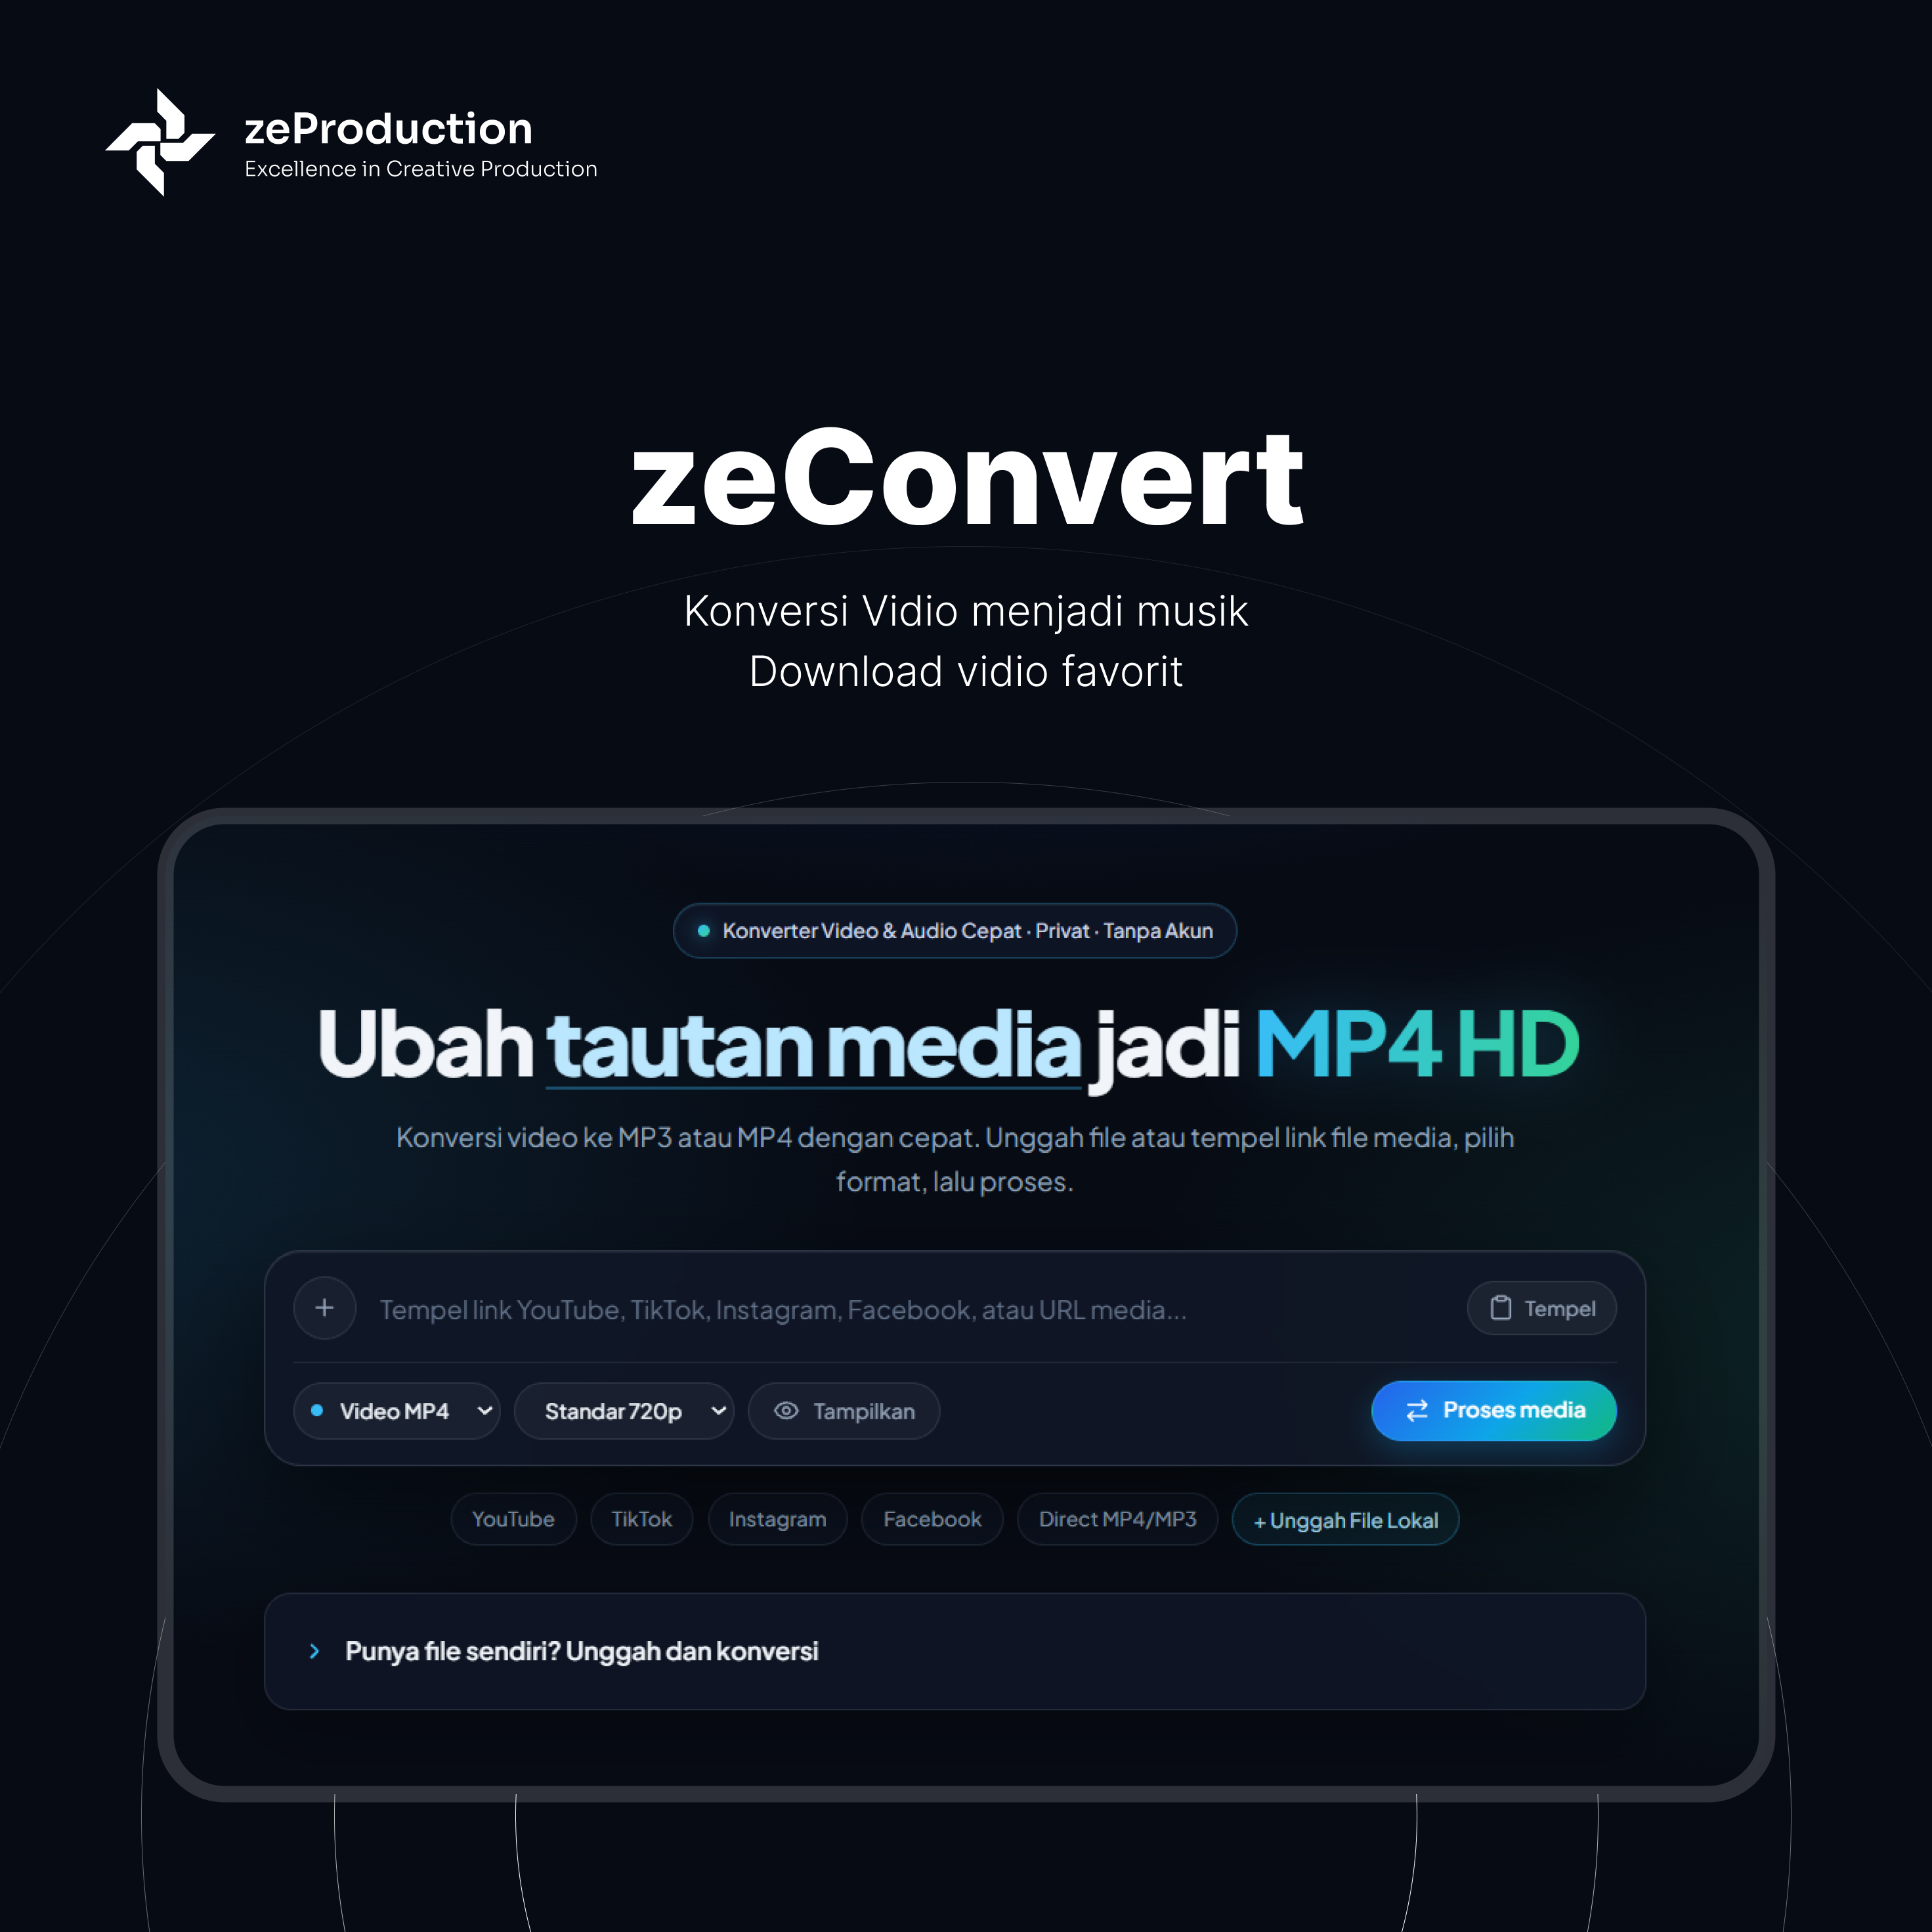 zeProduction
Excellence in Creative Production
zeConvert
Konversi Vidio menjadi musik
Download vidio favorit
Konverter Video & Audio Cepat · Privat · Tanpa Akun
Ubah tautan media jadi MP4 HD
Konversi video ke MP3 atau MP4 dengan cepat. Unggah file atau tempel link file media, pilih
format, lalu proses.
+ Tempel link YouTube, TikTok, Instagram, Facebook, atau URL media... Tempel
Video MP4 Standar 720p Tampilkan Proses media
YouTube TikTok Instagram Facebook Direct MP4/MP3 + Unggah File Lokal
Punya file sendiri? Unggah dan konversi